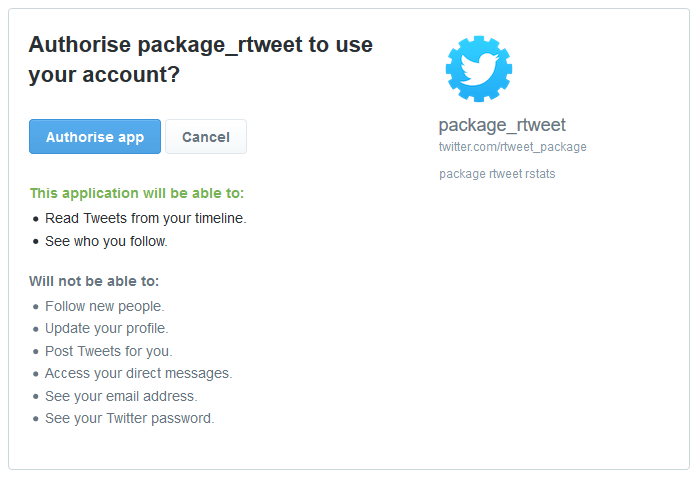 Authorise package_rtweet to use
your account?
Authorise app
Cancel
This application will be able to:
Read Tweets from your timeline.
See who you follow.
Will not be able to:
Follow new people.
Update your profile.
Post Tweets for you.
Access your direct messages.
See your email address.
See your Twitter password.
package_rtweet
twitter.com/rtweet_package
package rtweet rstats